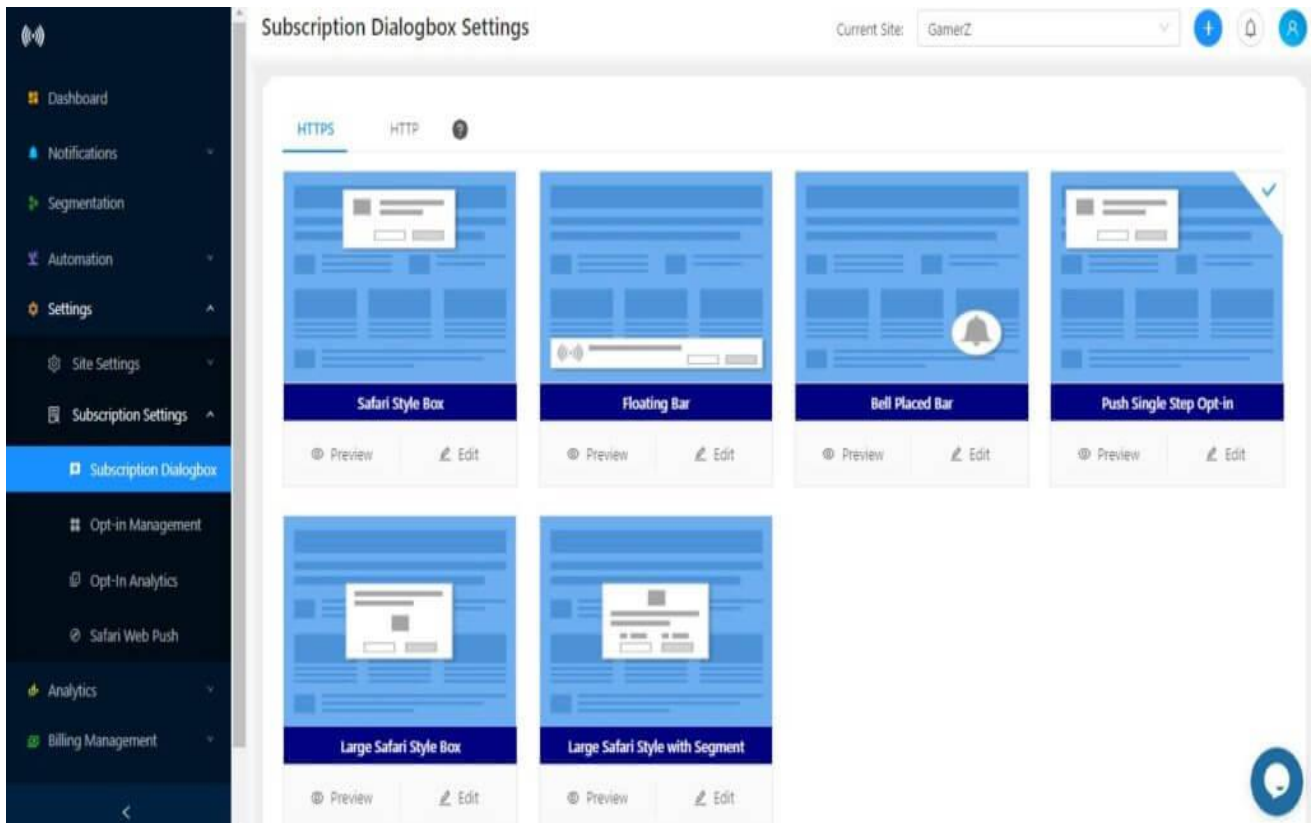 Subscription Dialogbox Settings
Current Site:
GamerZ
Dashboard
Notifications
Segmentation
Automation
Settings
Site Settings
Subscription Settings
Subscription Dialogbox
Opt-in Management
Opt-In Analytics
Safari Web Push
Analytics
Billing Management
HTTPS
HTTP
?
Safari Style Box
Floating Bar
Bell Placed Bar
Push Single Step Opt-in
Preview
Edit
Preview
Edit
Preview
Edit
Preview
Edit
Large Safari Style Box
Large Safari Style with Segment
Preview
Edit
Preview
Edit